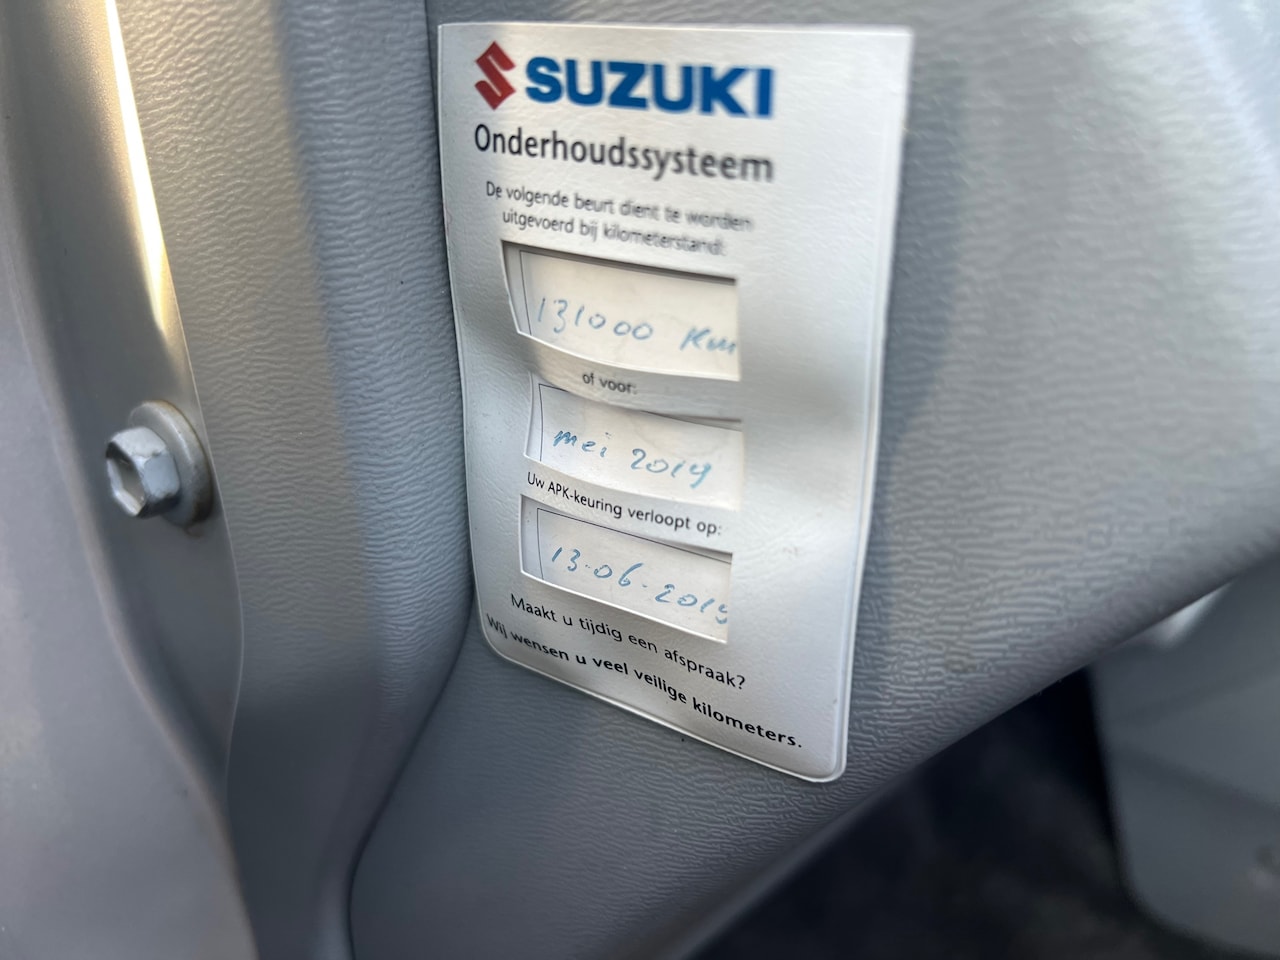 SUZUKI
Onderhoudssysteem
De volgende beurt dient te worden
uitgevoerd bij kilometerstand:
131000 Km
of voor:
mei 2019
Uw APK-keuring verloopt op:
13-06-2019
Maakt u tijdig een afspraak?
Wij wensen u veel veilige kilometers.